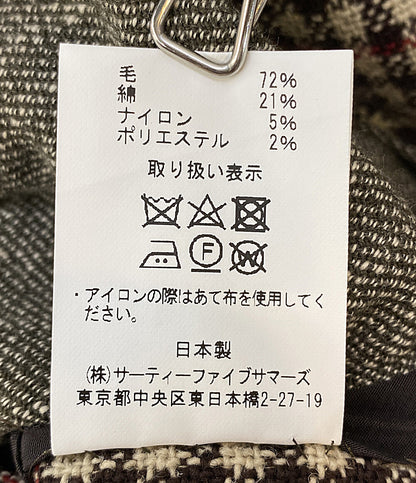 毛 72%
綿 21%
ナイロン 5%
ポリエステル 2%
取り扱い表示
F W
・アイロンの際はあて布を使用してく
ださい。
日本製
(株)サーティーファイブサマーズ
東京都中央区東日本橋2-27-19